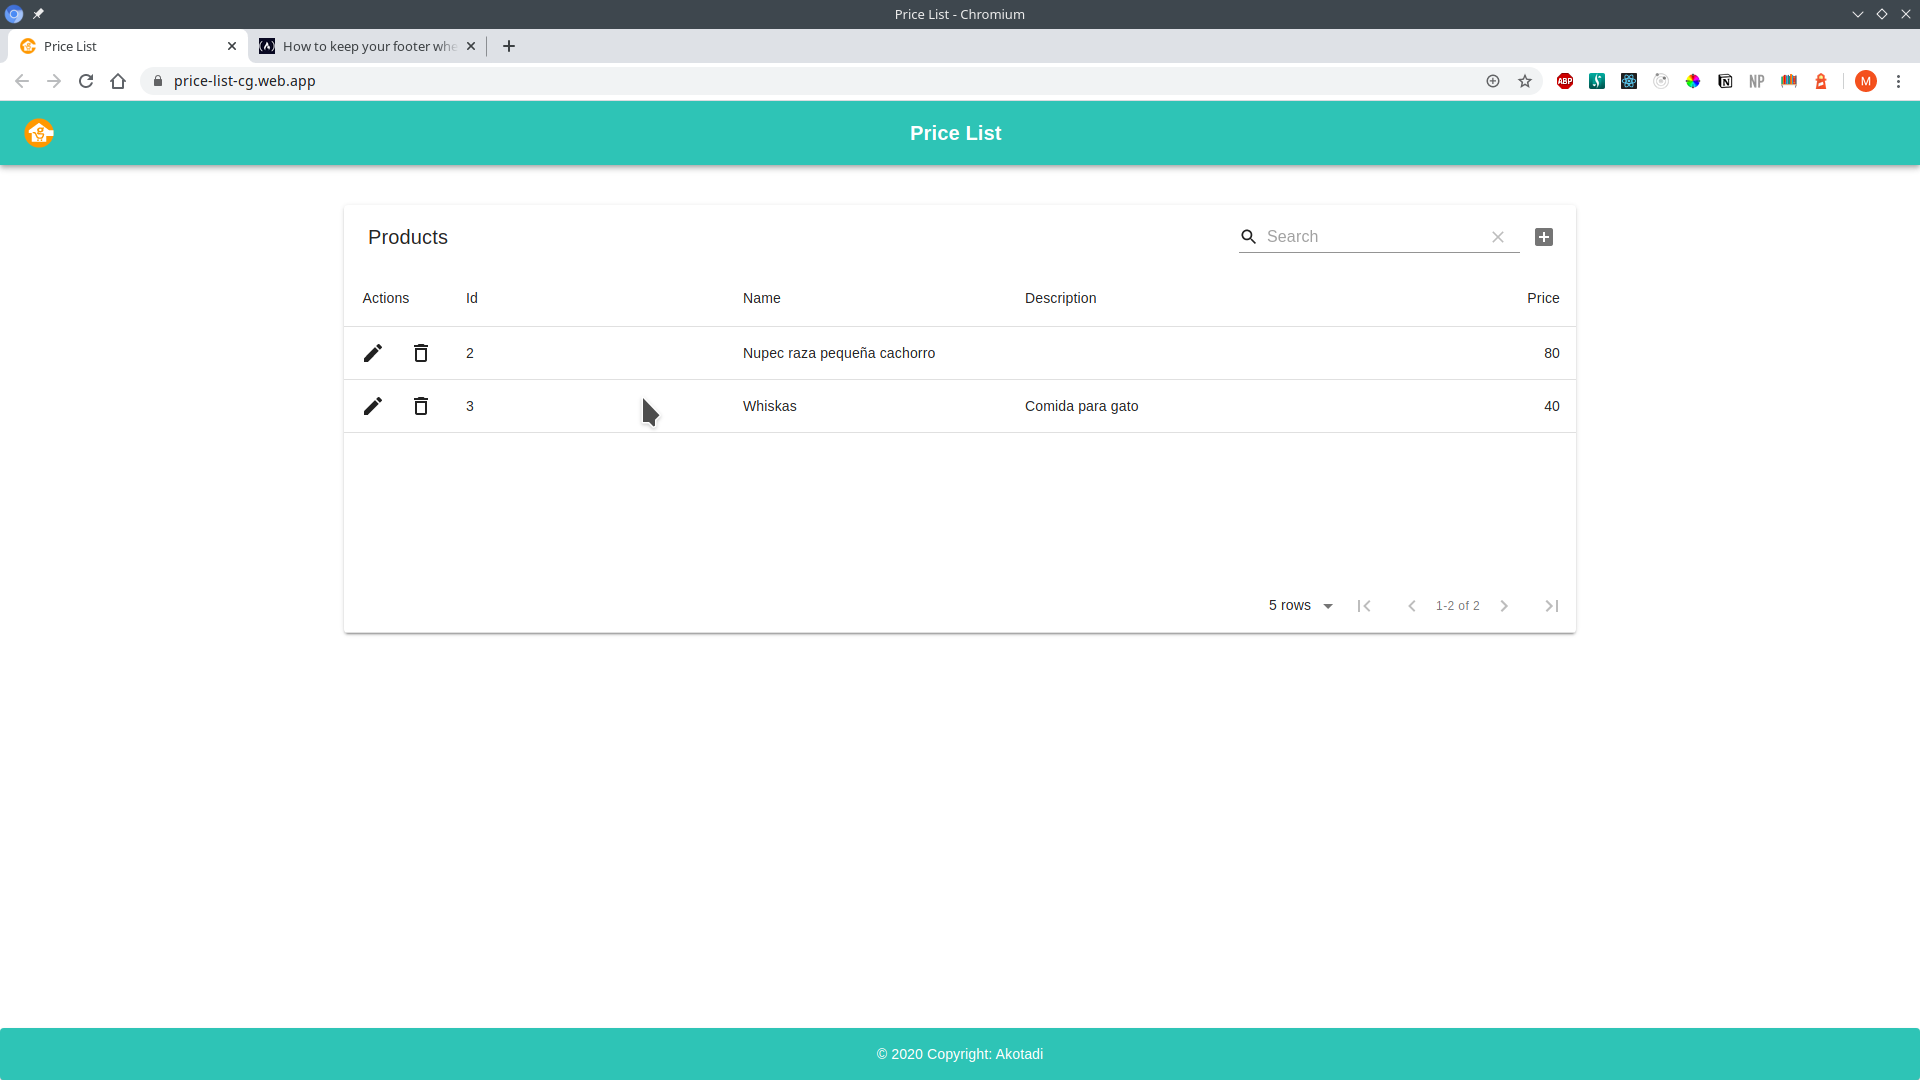 Price List - Chromium
Price List
How to keep your footer whe
price-list-cg.web.app
ABP
NP
M
Price List
Products
Search
Actions Id Name Description Price
2 Nupec raza pequeña cachorro 80
3 Whiskas Comida para gato 40
5 rows 1-2 of 2
© 2020 Copyright: Akotadi